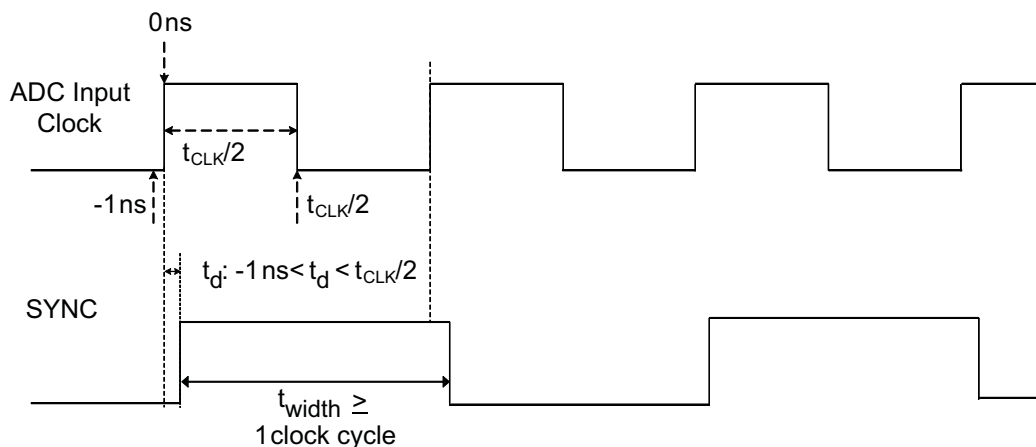 0ns
ADC Input
Clock
tCLK/2
-1ns
tCLK/2
td: -1ns< td < tCLK/2
SYNC
twidth ≥
1clock cycle